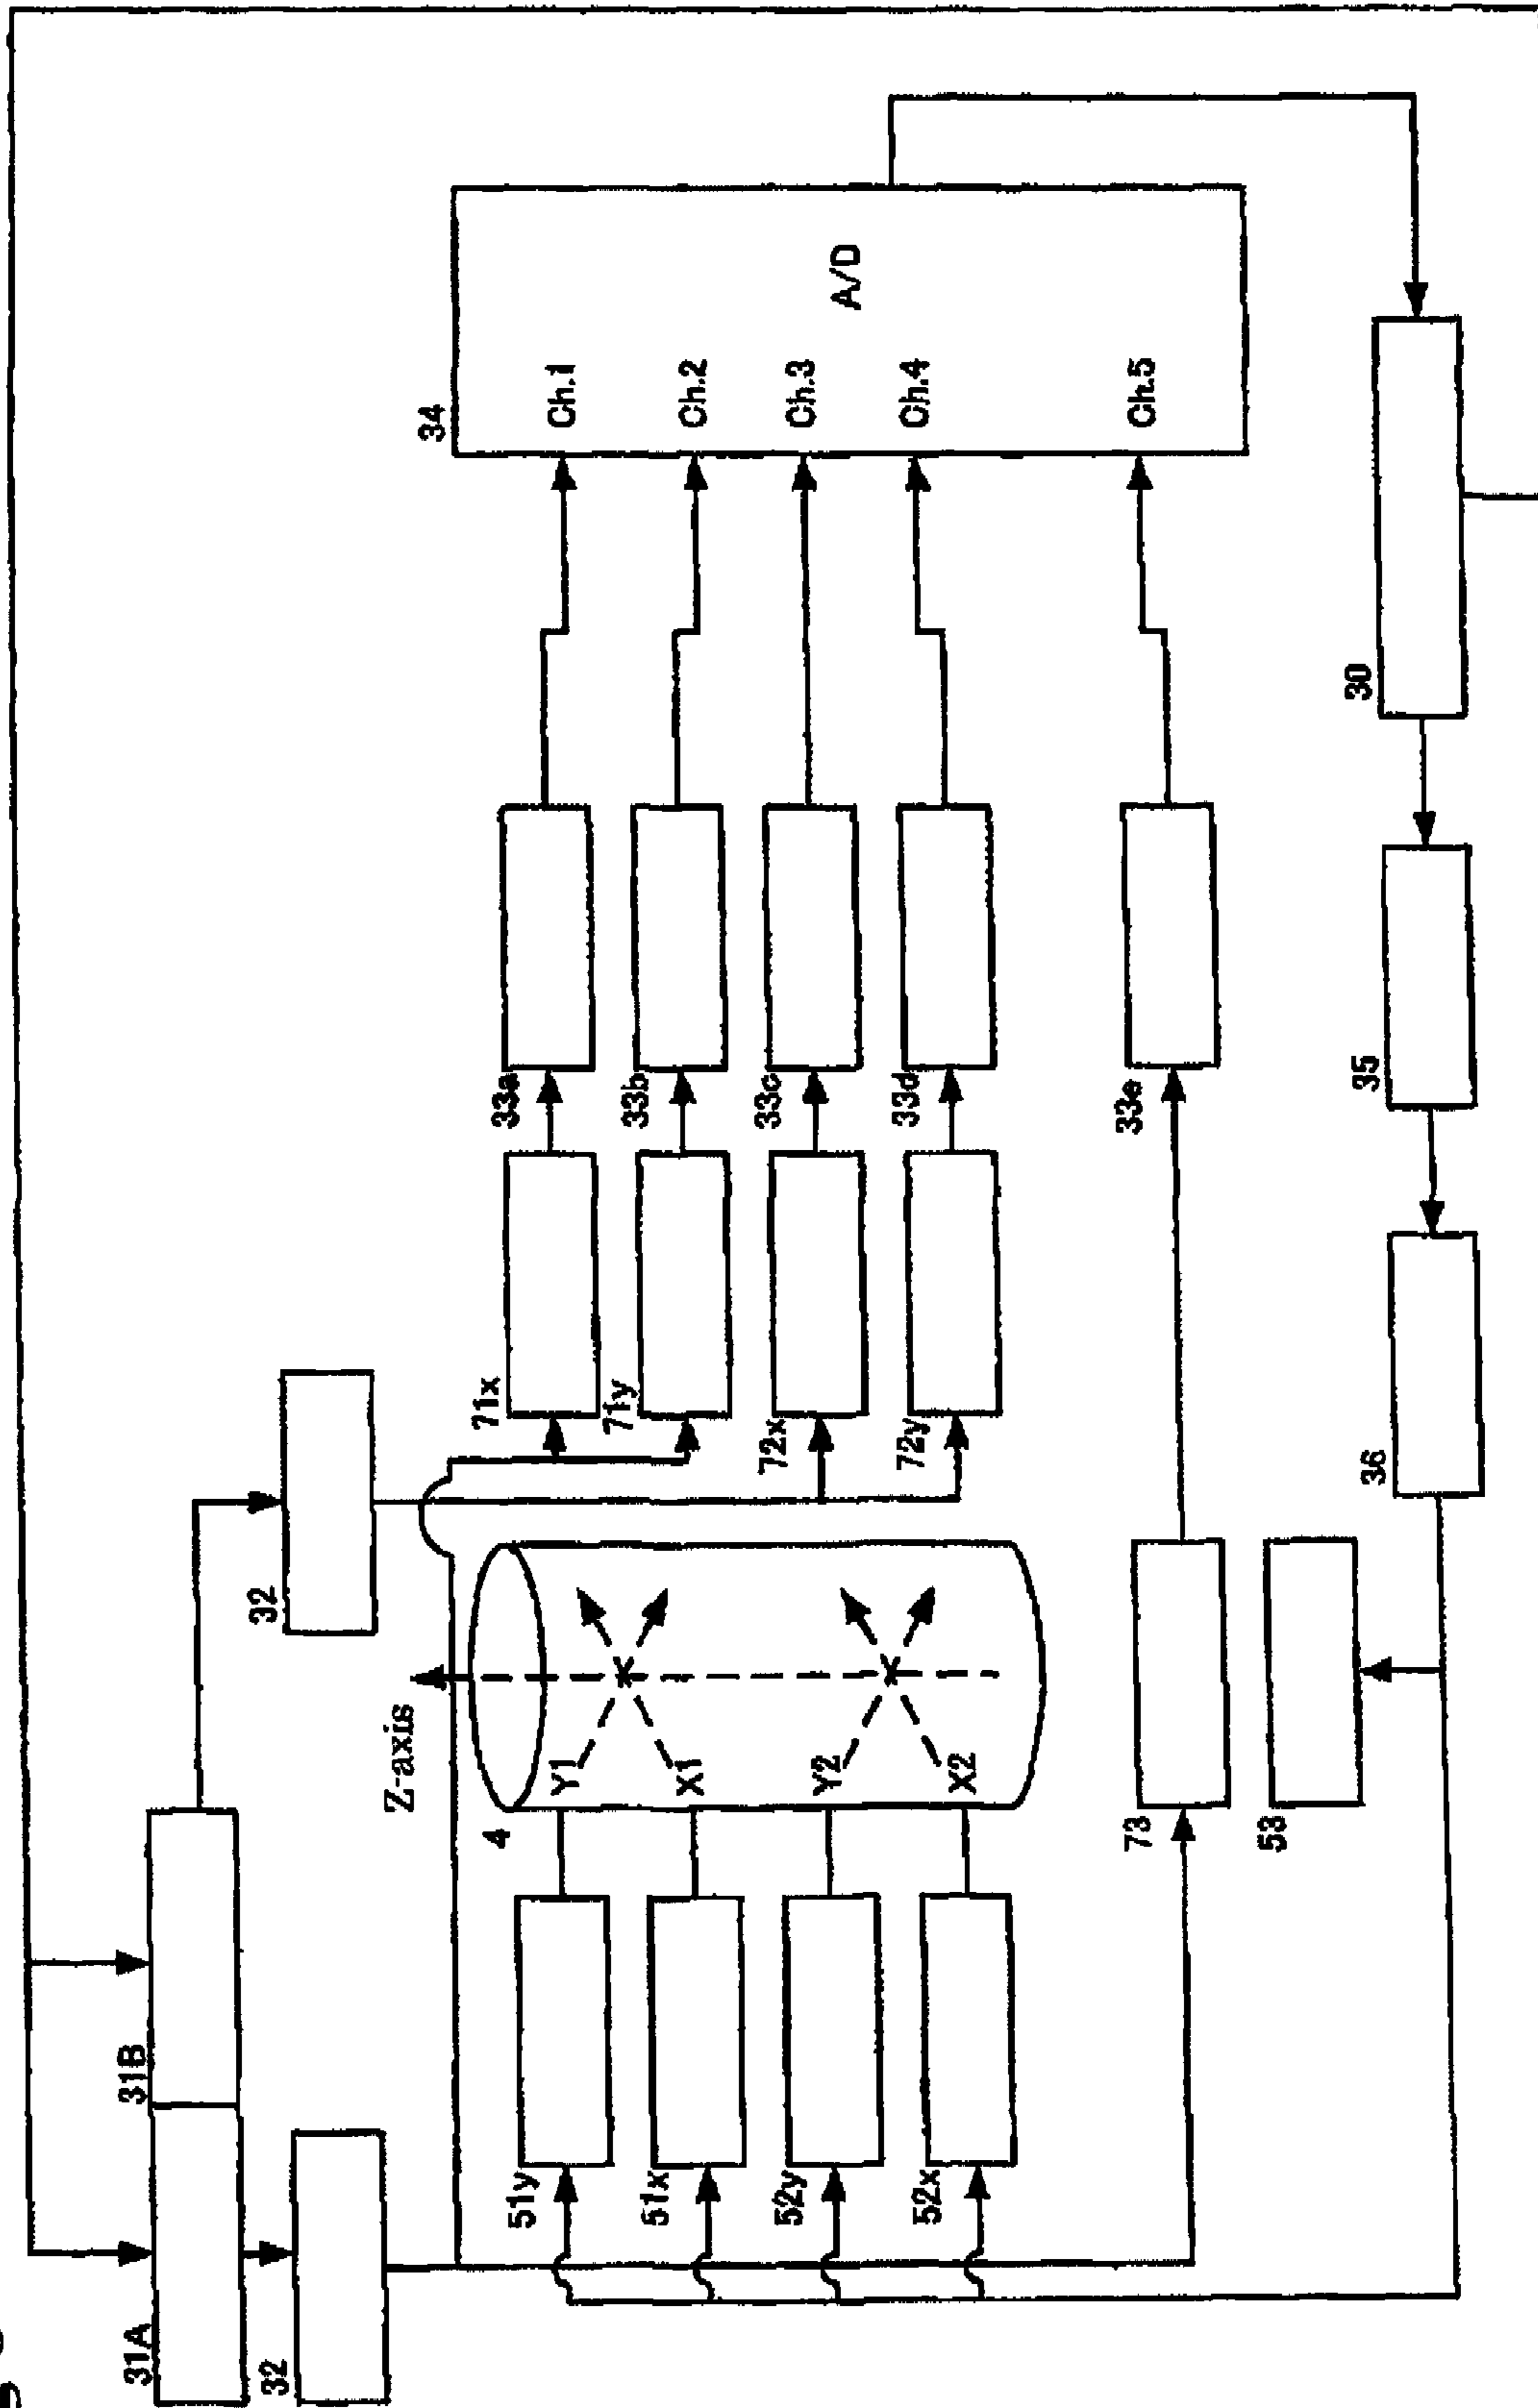 31A
31B
32
32
Z-axis
4
Y1
X1
Y2
X2
51y
51x
52y
52x
71x
71y
72x
72y
73
53
33a
33b
33c
33d
33e
34
Ch.1
Ch.2
Ch.3
Ch.4
Ch.5
A/D
30
35
36